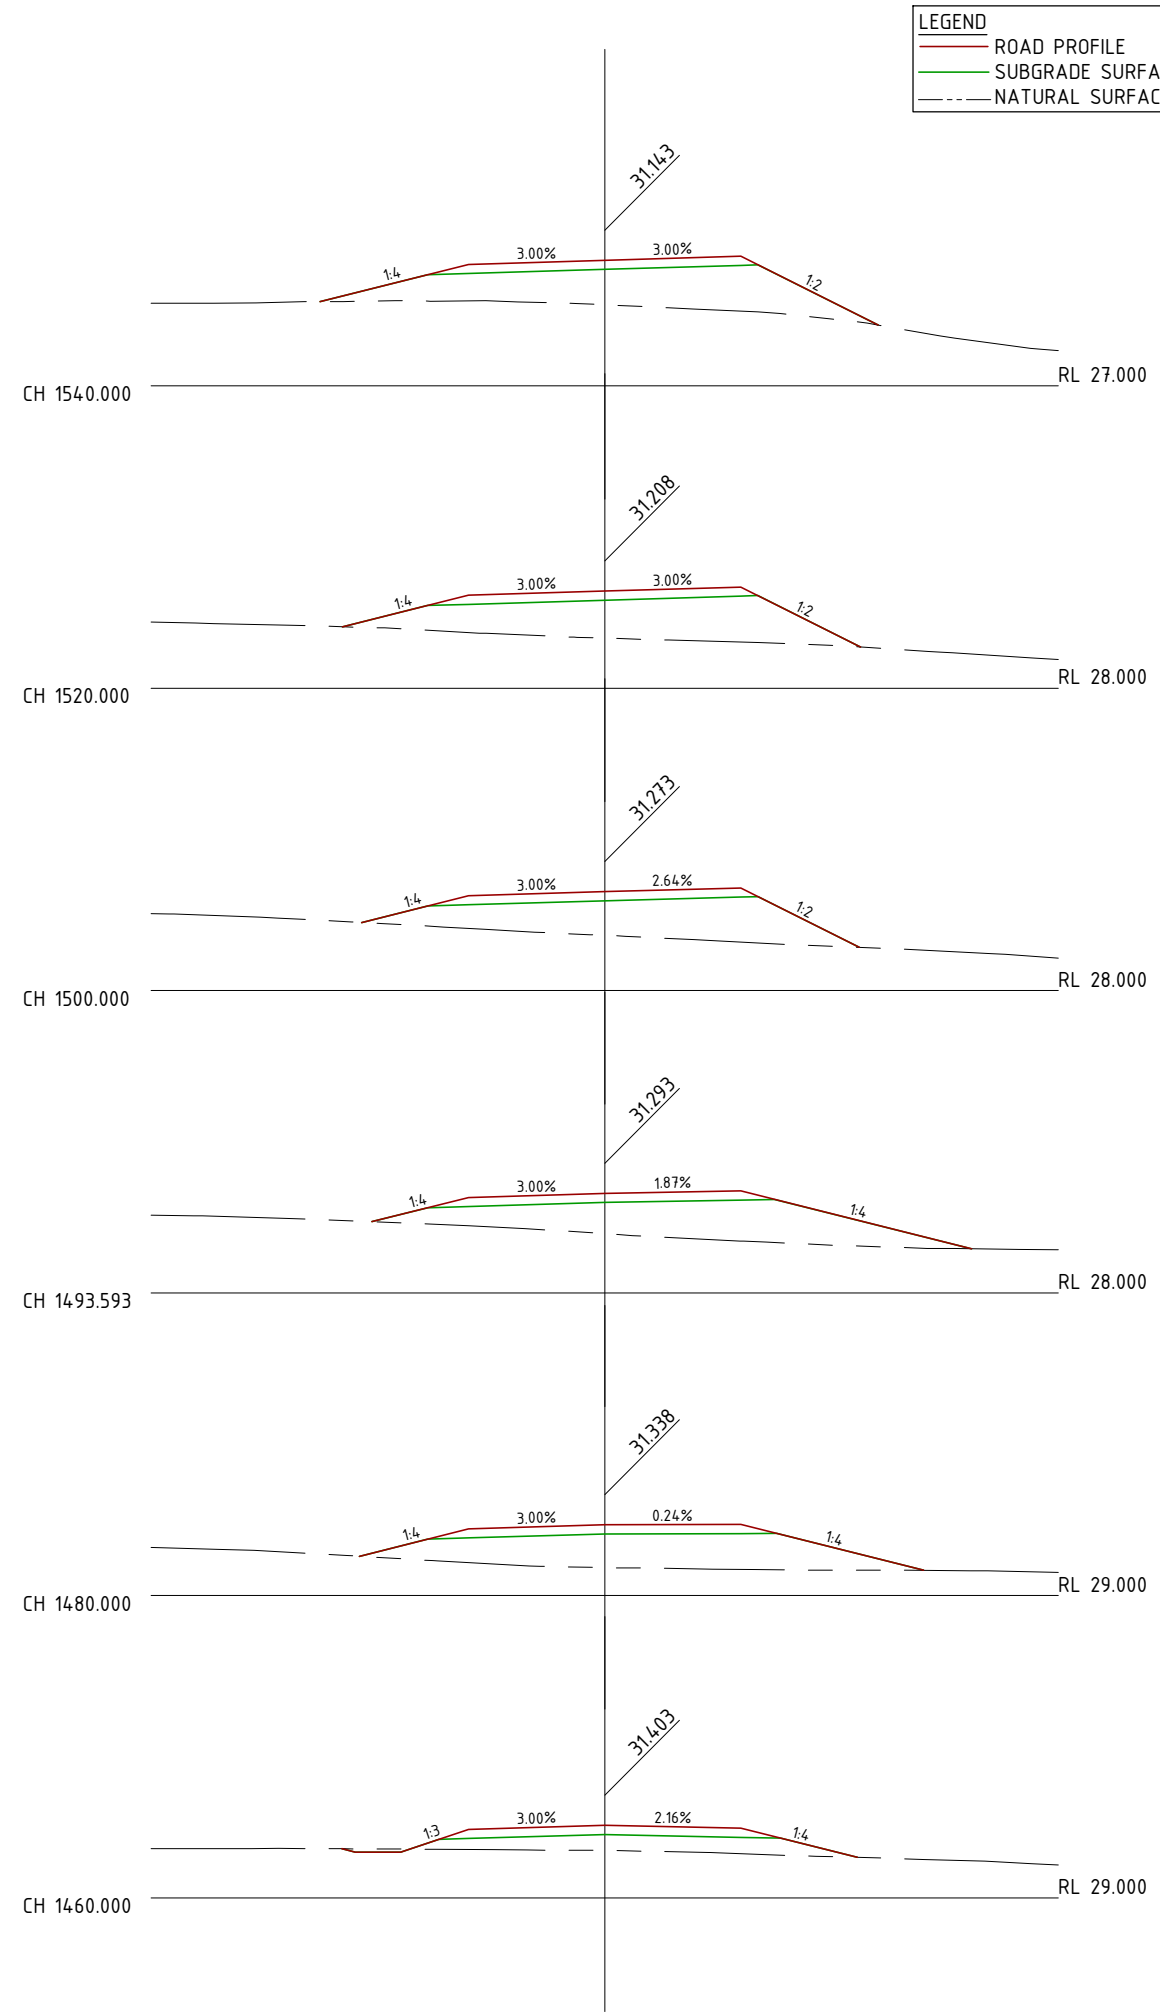 LEGEND
ROAD PROFILE
SUBGRADE SURFA
NATURAL SURFAC
31.143
3.00% 3.00%
1:4 1:2
RL 27.000
CH 1540.000
31.208
3.00% 3.00%
1:4 1:2
RL 28.000
CH 1520.000
31.273
3.00% 2.64%
1:4 1:2
RL 28.000
CH 1500.000
31.293
3.00% 1.87%
1:4 1:4
RL 28.000
CH 1493.593
31.338
3.00% 0.24%
1:4 1:4
RL 29.000
CH 1480.000
31.403
3.00% 2.16%
1:3 1:4
RL 29.000
CH 1460.000